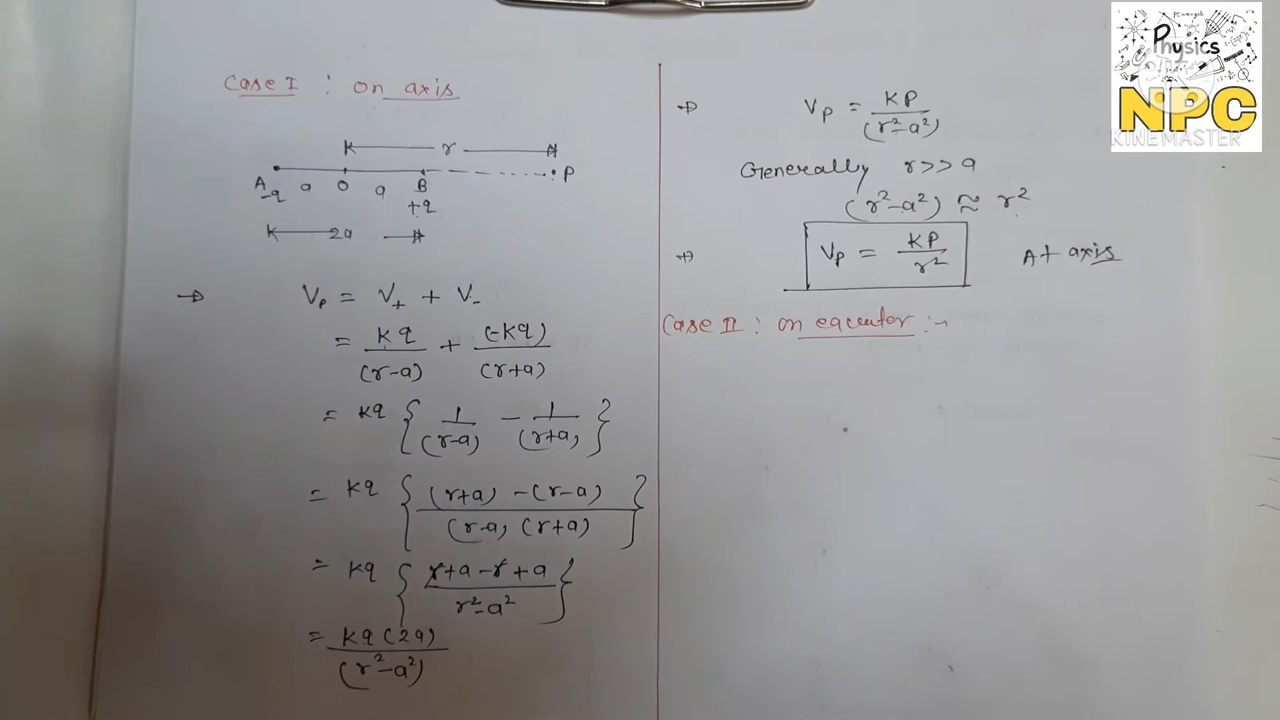 Case I : on axis
K r
A a O a B P
-q +q
K 2a
→ Vp = V+ + V-
= Kq/(r-a) + (-Kq)/(r+a)
= Kq { 1/(r-a) - 1/(r+a) }
= Kq { (r+a) - (r-a) / (r-a) (r+a) }
= Kq { r+a-r+a / r²-a² }
= Kq(2a) / (r²-a²)
⇒ Vp = KP / (r²-a²)
Generally r>>a
(r²-a²) ≈ r²
⇒ Vp = KP / r² At axis
Case II : on eqcuator :-
Physics
NPC
KINEMASTER